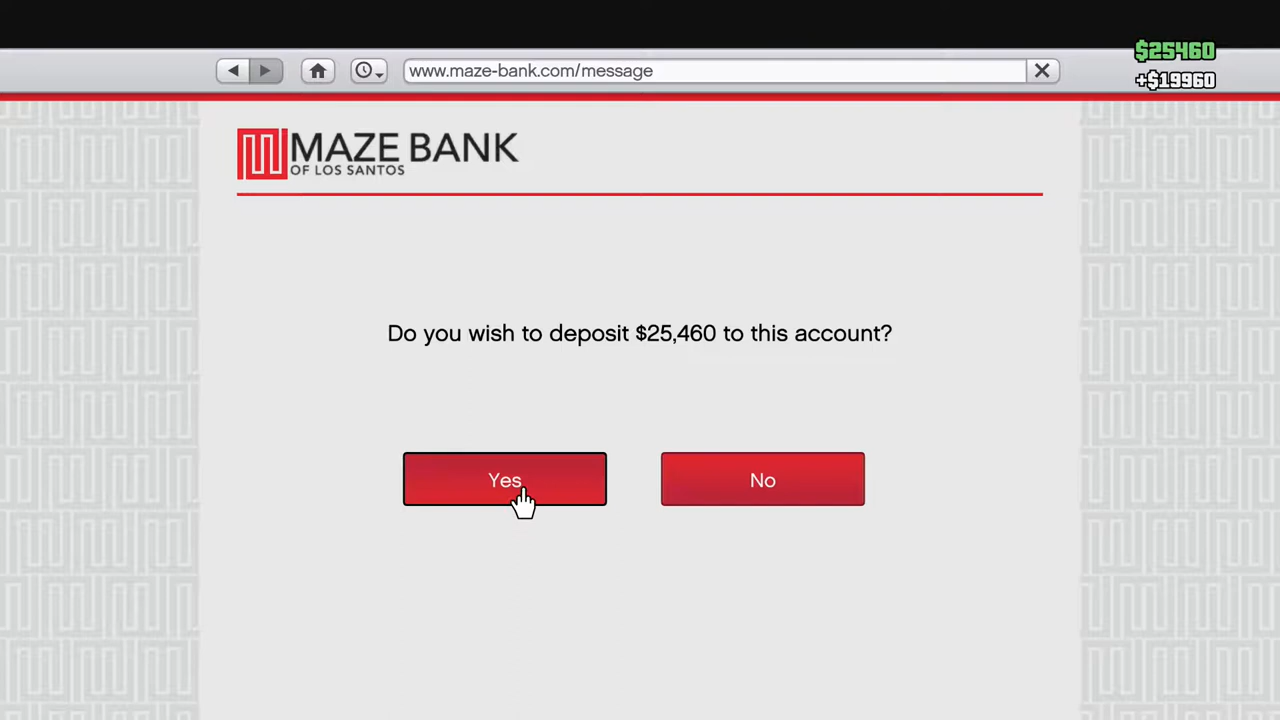 $25460
www.maze-bank.com/message
+$19960
MAZE BANK
OF LOS SANTOS
Do you wish to deposit $25,460 to this account?
Yes
No